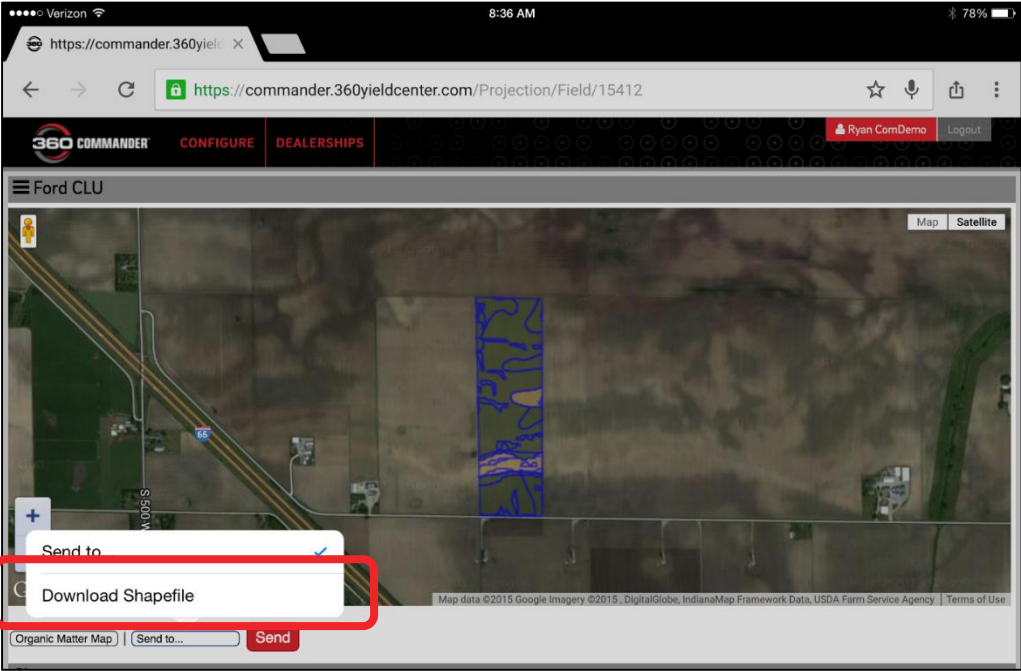 Verizon
8:36 AM
78%
https://commander.360yield
https://commander.360yieldcenter.com/Projection/Field/15412
360 COMMANDER
CONFIGURE
DEALERSHIPS
Ryan ComDemo
Logout
Ford CLU
Map
Satellite
65
S 500 W
+
Send to...
Download Shapefile
G
Map data ©2015 Google Imagery ©2015 , DigitalGlobe, IndianaMap Framework Data, USDA Farm Service Agency
Terms of Use
Organic Matter Map | Send to...
Send